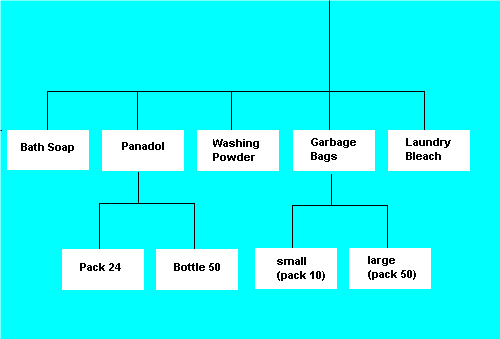 Bath Soap
Panadol
Washing
Powder
Garbage
Bags
Laundry
Bleach
Pack 24
Bottle 50
small
(pack 10)
large
(pack 50)